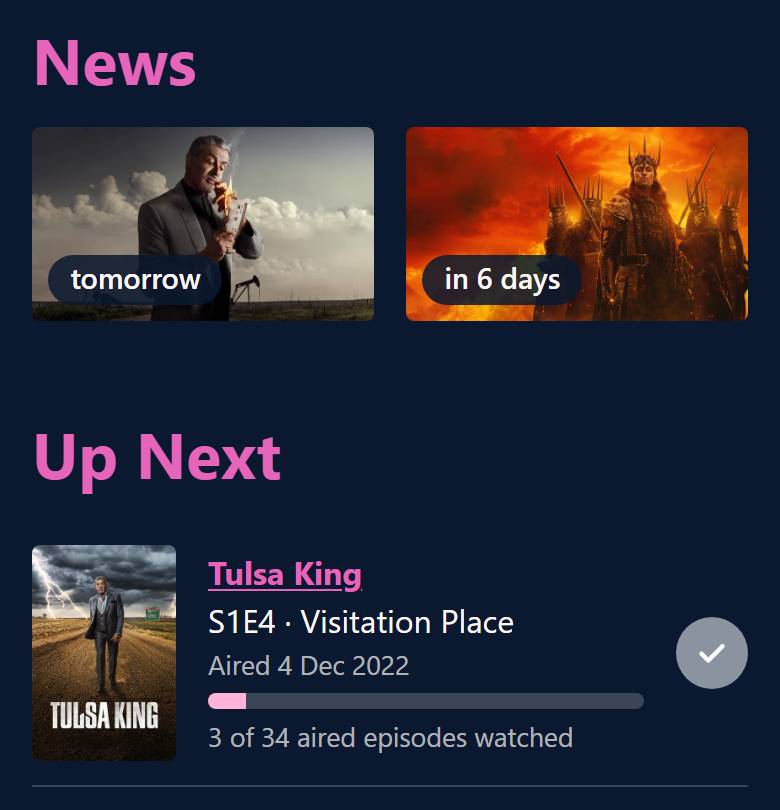 News
tomorrow
in 6 days
Up Next
TULSA KING
Tulsa King
S1E4 · Visitation Place
Aired 4 Dec 2022
3 of 34 aired episodes watched